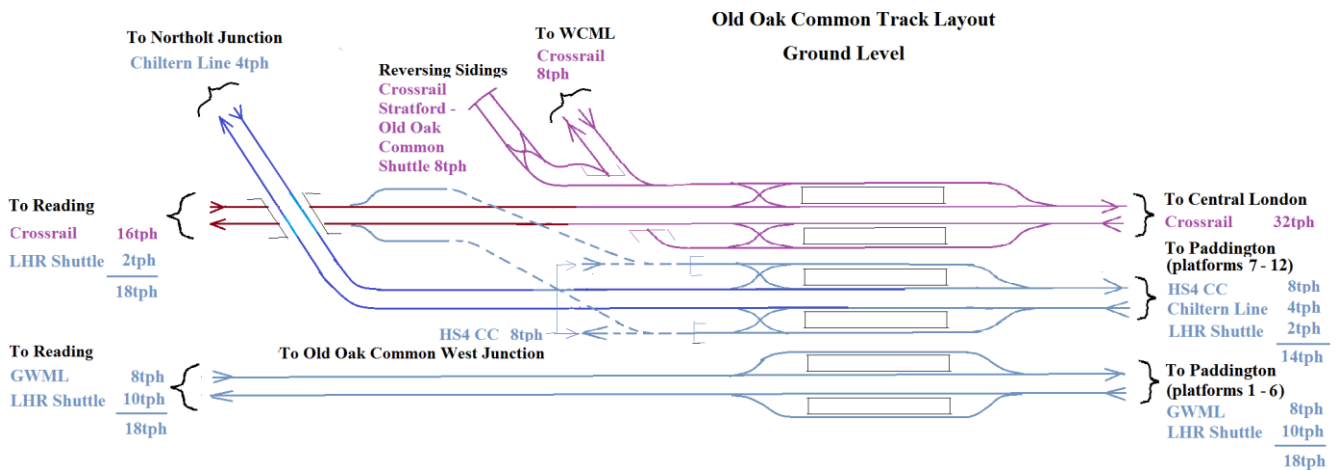 Old Oak Common Track Layout
Ground Level
To Northolt Junction
Chiltern Line 4tph
Reversing Sidings
Crossrail
Stratford -
Old Oak
Common
Shuttle 8tph
To WCML
Crossrail
8tph
To Reading
Crossrail 16tph
LHR Shuttle 2tph
18tph
To Central London
Crossrail 32tph
To Paddington
(platforms 7 - 12)
HS4 CC 8tph
Chiltern Line 4tph
LHR Shuttle 2tph
14tph
HS4 CC 8tph
To Old Oak Common West Junction
To Reading
GWML 8tph
LHR Shuttle 10tph
18tph
To Paddington
(platforms 1 - 6)
GWML 8tph
LHR Shuttle 10tph
18tph